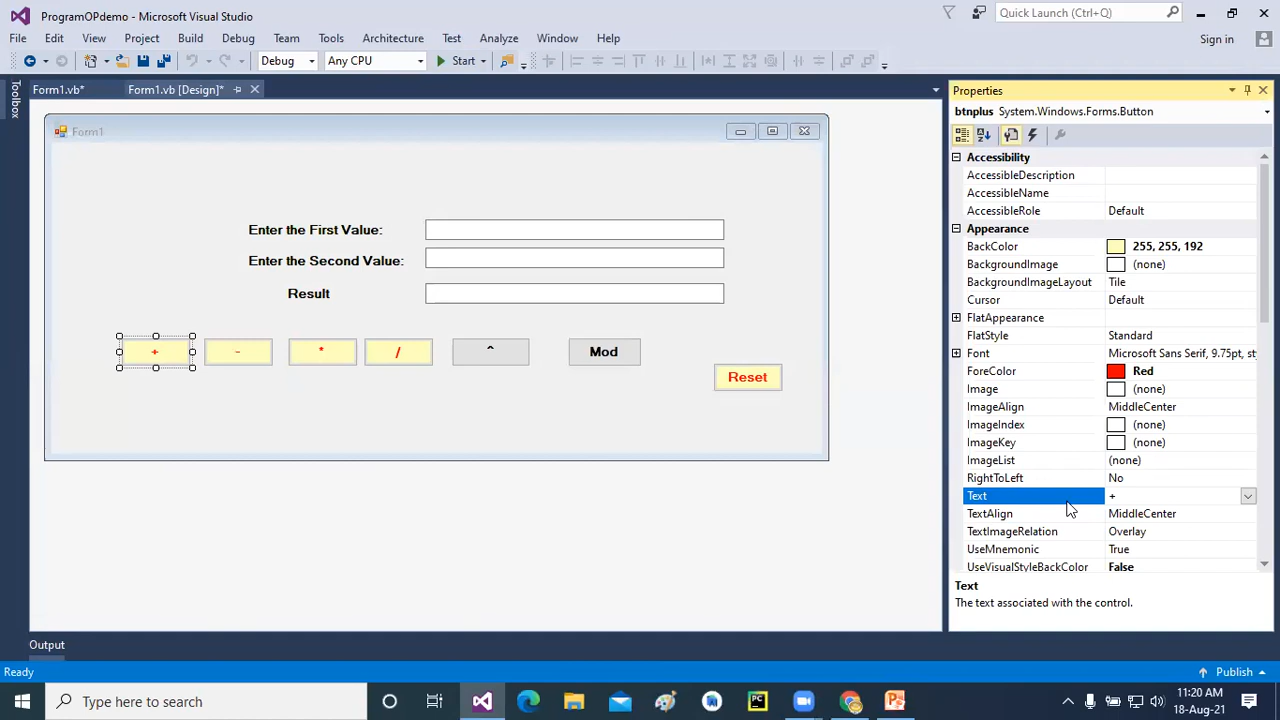 ProgramOPdemo - Microsoft Visual Studio
Quick Launch (Ctrl+Q)
File Edit View Project Build Debug Team Tools Architecture Test Analyze Window Help
Sign in
Debug Any CPU Start
Toolbox
Form1.vb* Form1.vb [Design]*
Form1
Enter the First Value:
Enter the Second Value:
Result
+ - * / ^ Mod
Reset
Properties
btnplus System.Windows.Forms.Button
Accessibility
AccessibleDescription
AccessibleName
AccessibleRole Default
Appearance
BackColor 255, 255, 192
BackgroundImage (none)
BackgroundImageLayout Tile
Cursor Default
FlatAppearance
FlatStyle Standard
Font Microsoft Sans Serif, 9.75pt, st
ForeColor Red
Image (none)
ImageAlign MiddleCenter
ImageIndex (none)
ImageKey (none)
ImageList (none)
RightToLeft No
Text +
TextAlign MiddleCenter
TextImageRelation Overlay
UseMnemonic True
UseVisualStyleBackColor False
Text
The text associated with the control.
Output
Ready
Publish
Type here to search
11:20 AM
18-Aug-21